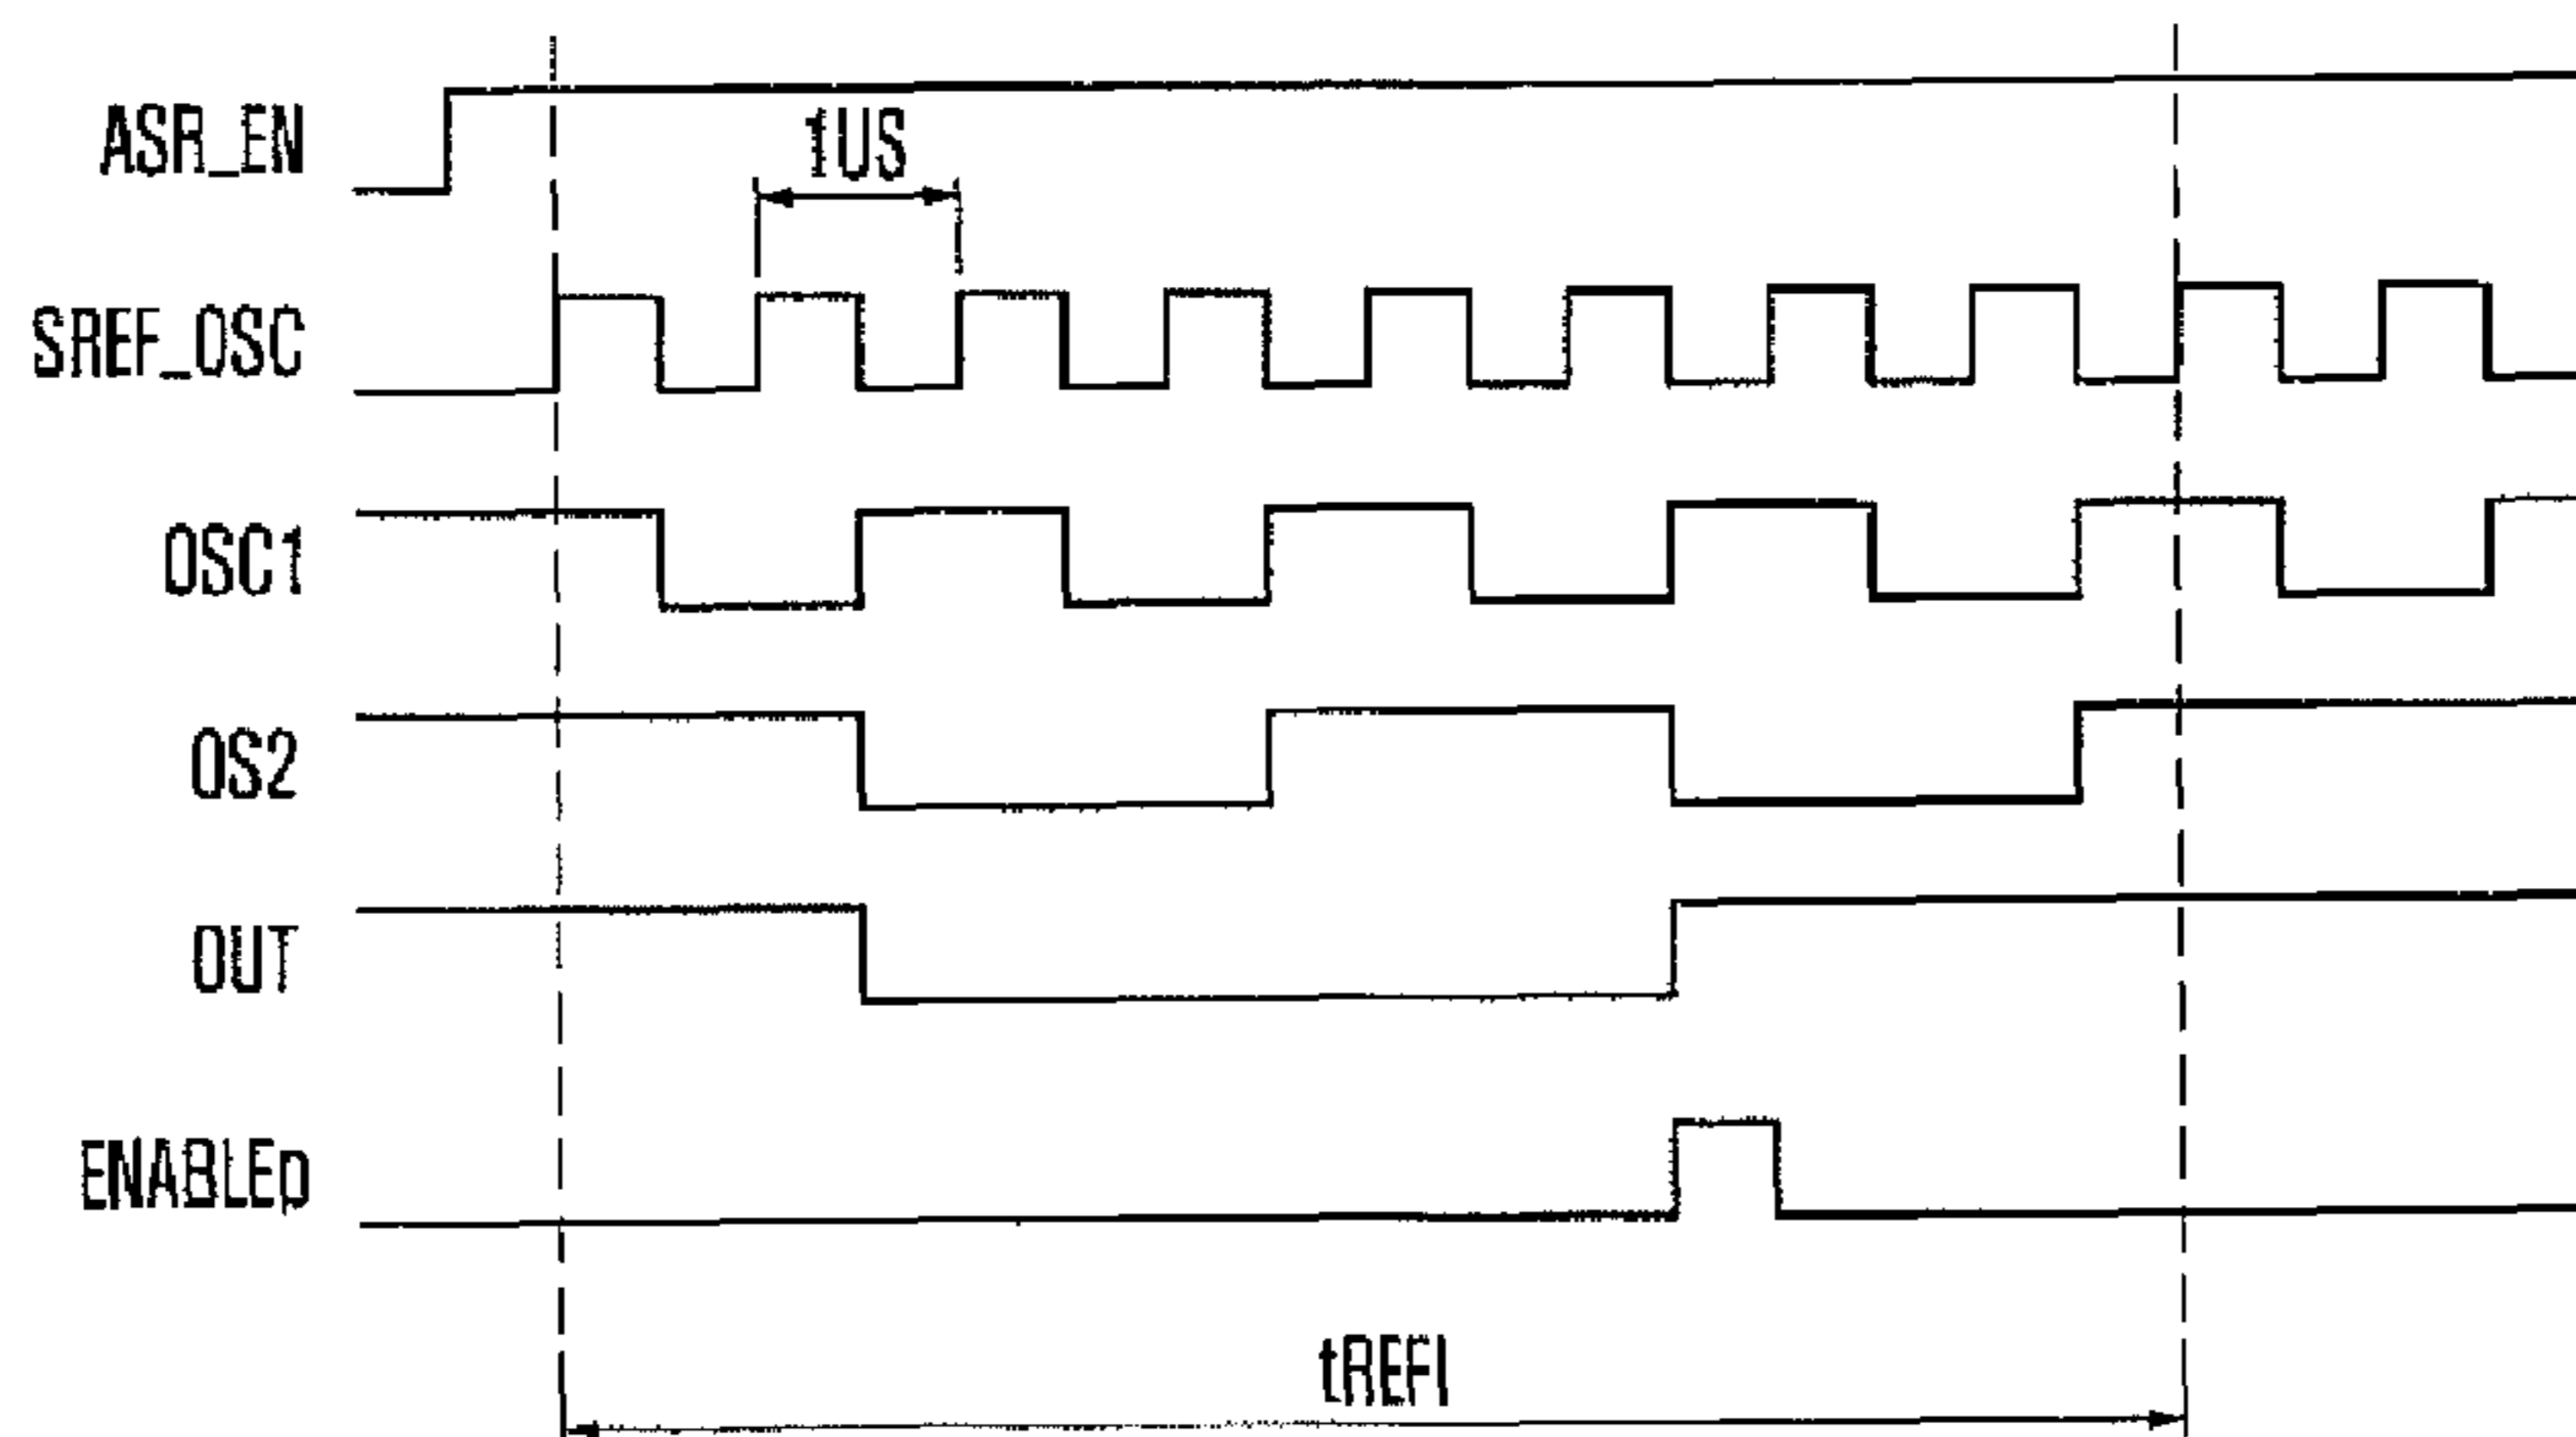 ASR_EN
1US
SREF_OSC
OSC1
OS2
OUT
ENABLEp
tREFI